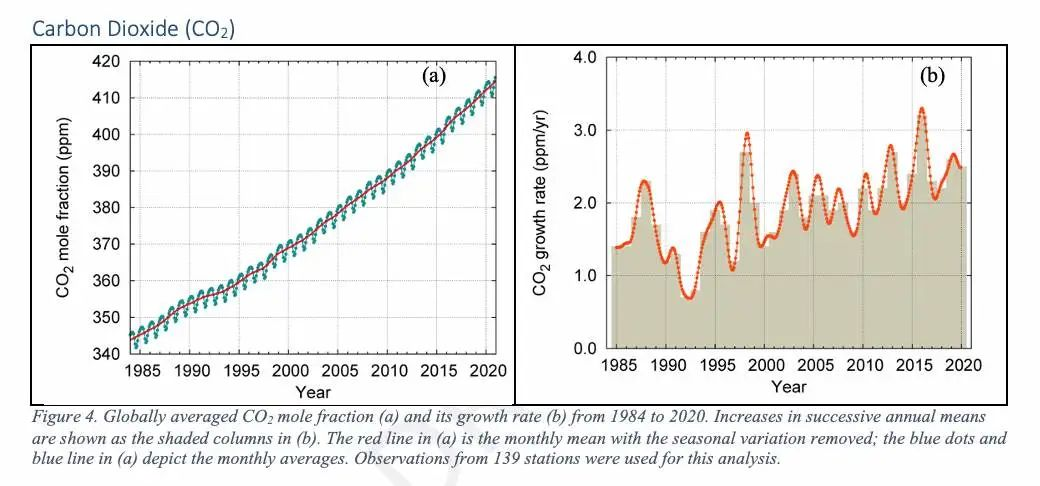 Carbon Dioxide (CO₂)
(a)
CO₂ mole fraction (ppm)
420
410
400
390
380
370
360
350
340
1985 1990 1995 2000 2005 2010 2015 2020
Year
(b)
CO₂ growth rate (ppm/yr)
4.0
3.0
2.0
1.0
0.0
1985 1990 1995 2000 2005 2010 2015 2020
Year
Figure 4. Globally averaged CO₂ mole fraction (a) and its growth rate (b) from 1984 to 2020. Increases in successive annual means
are shown as the shaded columns in (b). The red line in (a) is the monthly mean with the seasonal variation removed; the blue dots and
blue line in (a) depict the monthly averages. Observations from 139 stations were used for this analysis.